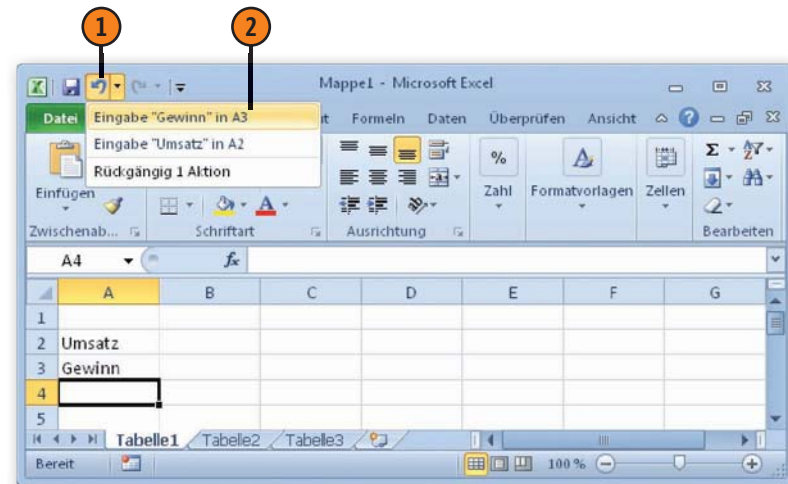 1 2
Mappe1 - Microsoft Excel
Datei
Formeln Daten Überprüfen Ansicht
Eingabe "Gewinn" in A3
Eingabe "Umsatz" in A2
Rückgängig 1 Aktion
Einfügen
% Zahl
Formatvorlagen
Zellen
Zwischenab...
Schriftart
Ausrichtung
Bearbeiten
A4
fx
A B C D E F G
1
2 Umsatz
3 Gewinn
4
5
Tabelle1 Tabelle2 Tabelle3
Bereit
100 %